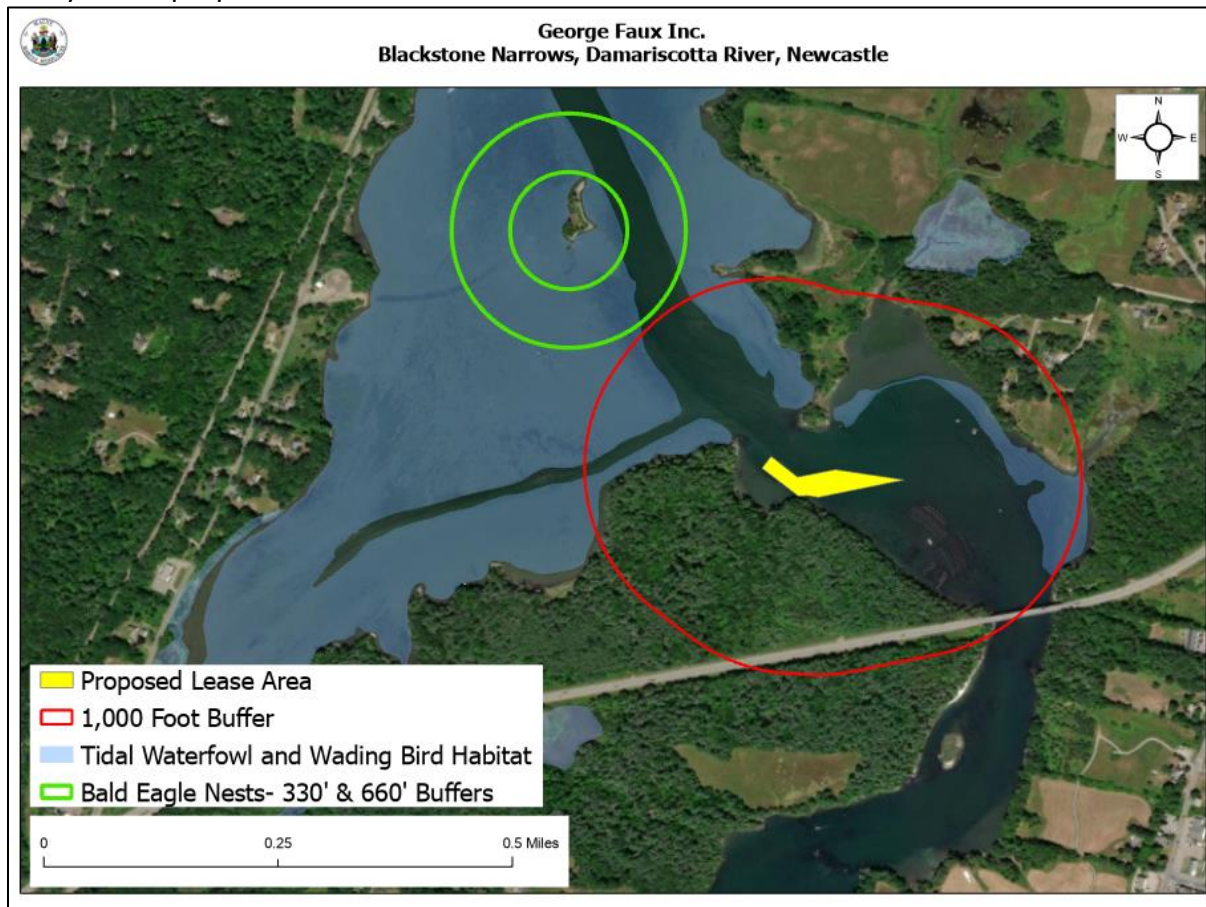 George Faux Inc.
Blackstone Narrows, Damariscotta River, Newcastle
N
W E
S
Proposed Lease Area
1,000 Foot Buffer
Tidal Waterfowl and Wading Bird Habitat
Bald Eagle Nests- 330' & 660' Buffers
0 0.25 0.5 Miles